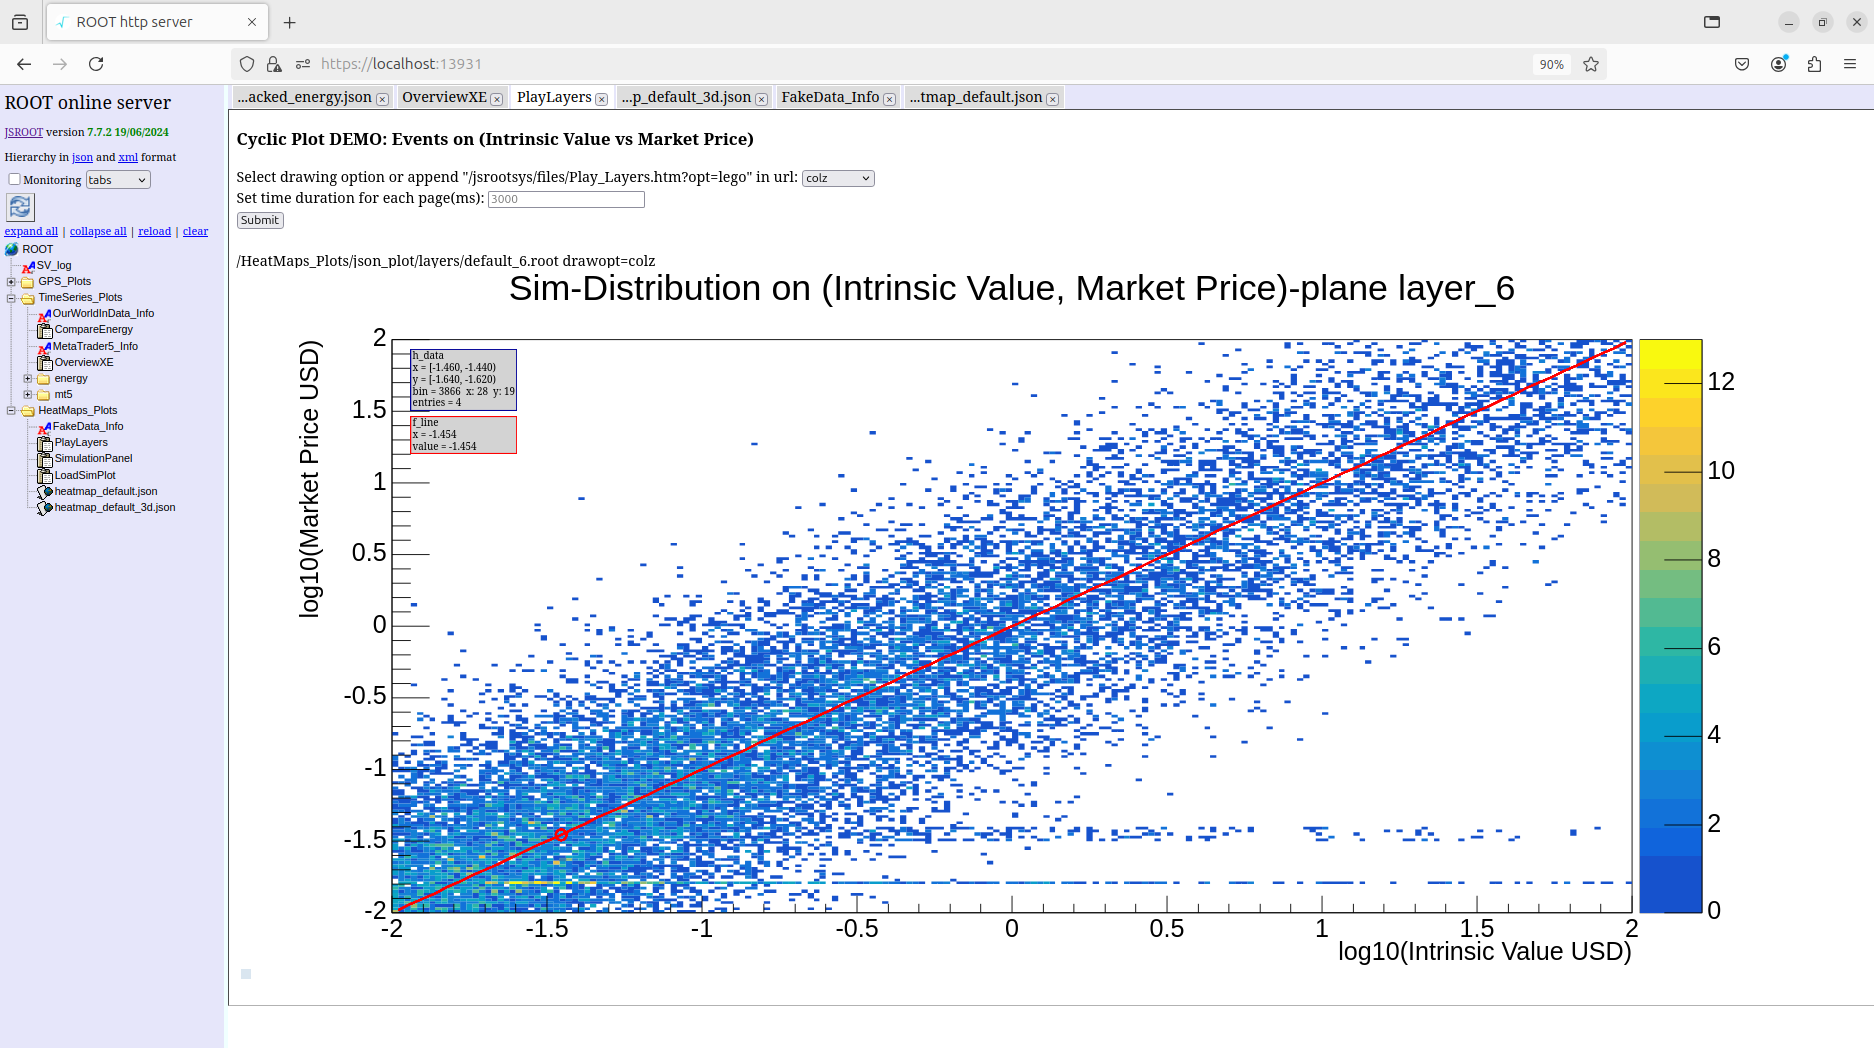 ROOT http server
https://localhost:13931
90%
ROOT online server
JSROOT version 7.7.2 19/06/2024
Hierarchy in json and xml format
Monitoring tabs
expand all | collapse all | reload | clear
ROOT
SV_log
GPS_Plots
TimeSeries_Plots
OurWorldInData_Info
CompareEnergy
MetaTrader5_Info
OverviewXE
energy
mt5
HeatMaps_Plots
FakeData_Info
PlayLayers
SimulationPanel
LoadSimPlot
heatmap_default.json
heatmap_default_3d.json
...acked_energy.json OverviewXE PlayLayers ...p_default_3d.json FakeData_Info ...tmap_default.json
Cyclic Plot DEMO: Events on (Intrinsic Value vs Market Price)
Select drawing option or append "/jsrootsys/files/Play_Layers.htm?opt=lego" in url: colz
Set time duration for each page(ms): 3000
Submit
/HeatMaps_Plots/json_plot/layers/default_6.root drawopt=colz
Sim-Distribution on (Intrinsic Value, Market Price)-plane layer_6
log10(Market Price USD)
2
1.5
1
0.5
0
-0.5
-1
-1.5
-2
h_data
x = [-1.460, -1.440)
y = [-1.640, -1.620)
bin = 3866 x: 28 y: 19
entries = 4
f_line
x = -1.454
value = -1.454
-2 -1.5 -1 -0.5 0 0.5 1 1.5 2
log10(Intrinsic Value USD)
12
10
8
6
4
2
0